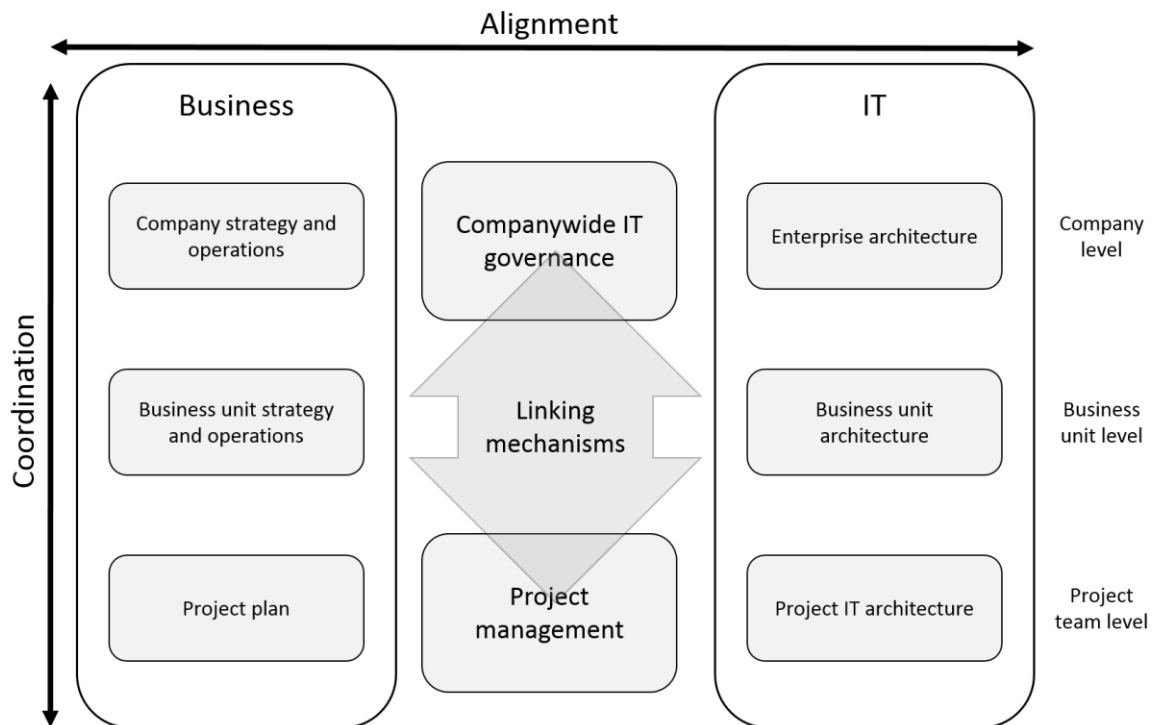 Alignment
Business
IT
Company strategy and
operations
Companywide IT
governance
Enterprise architecture
Company
level
Coordination
Business unit strategy
and operations
Linking
mechanisms
Business unit
architecture
Business
unit level
Project plan
Project
management
Project IT architecture
Project
team level